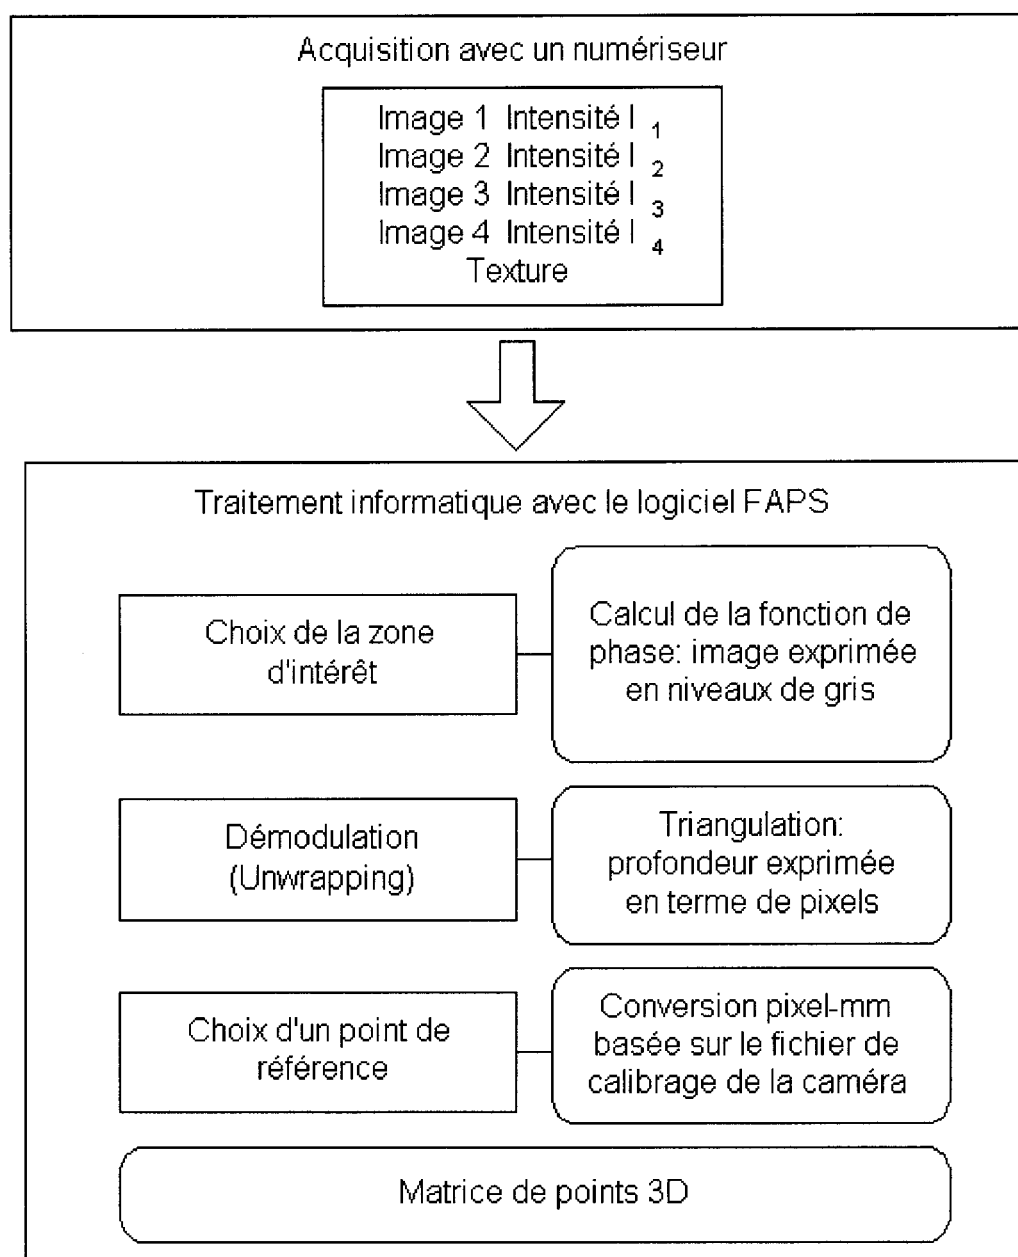 Acquisition avec un numériseur
Image 1 Intensité I 1
Image 2 Intensité I 2
Image 3 Intensité I 3
Image 4 Intensité I 4
Texture
Traitement informatique avec le logiciel FAPS
Choix de la zone
d'intérêt
Calcul de la fonction de
phase: image exprimée
en niveaux de gris
Démodulation
(Unwrapping)
Triangulation:
profondeur exprimée
en terme de pixels
Choix d'un point de
référence
Conversion pixel-mm
basée sur le fichier de
calibrage de la caméra
Matrice de points 3D